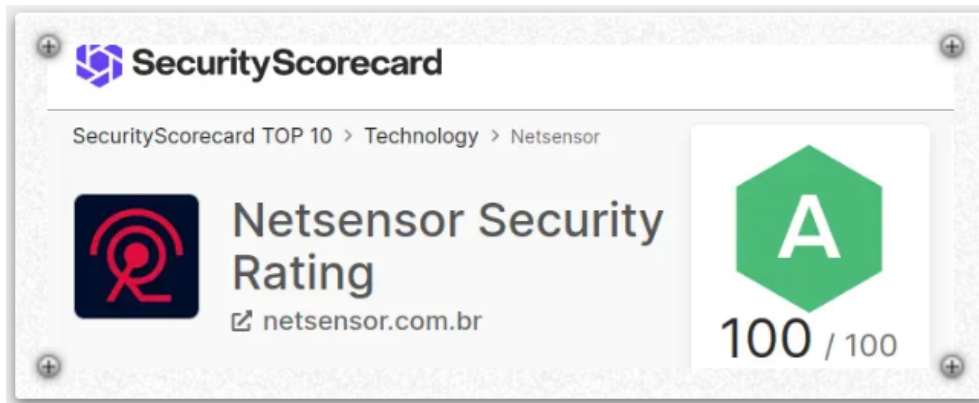 SecurityScorecard
SecurityScorecard TOP 10 > Technology > Netsensor
Netsensor Security
Rating
netsensor.com.br
A
100 / 100